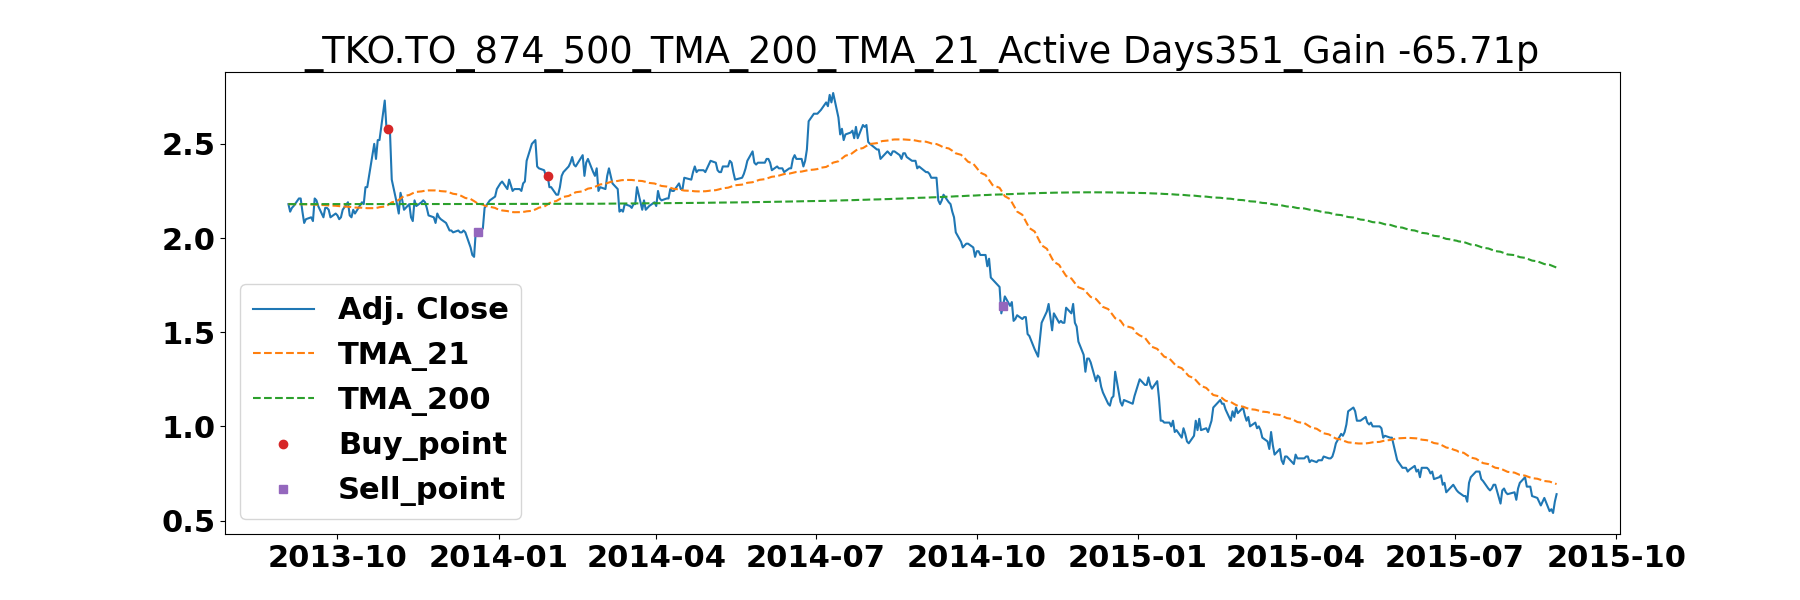 _TKO.TO_874_500_TMA_200_TMA_21_Active Days351_Gain -65.71p
2.5
2.0
1.5
1.0
0.5
Adj. Close
TMA_21
TMA_200
Buy_point
Sell_point
2013-10 2014-01 2014-04 2014-07 2014-10 2015-01 2015-04 2015-07 2015-10